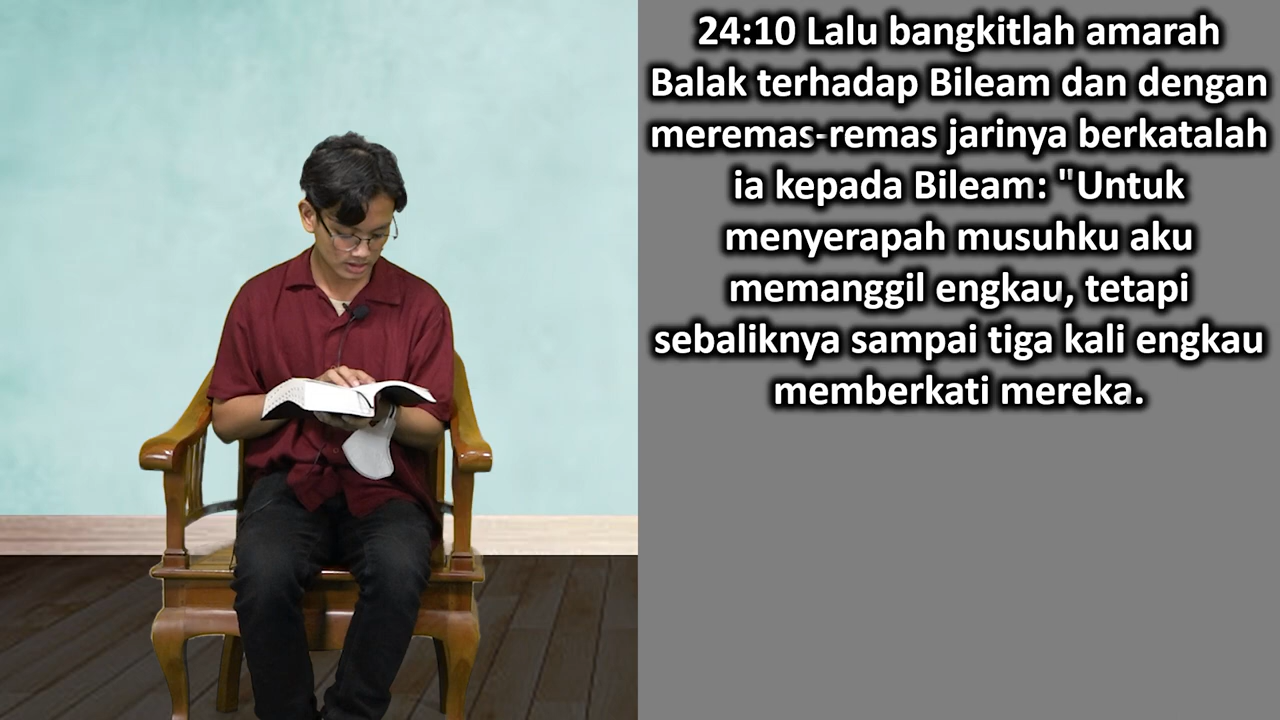 24:10 Lalu bangkitlah amarah
Balak terhadap Bileam dan dengan
meremas-remas jarinya berkatalah
ia kepada Bileam: "Untuk
menyerapah musuhku aku
memanggil engkau, tetapi
sebaliknya sampai tiga kali engkau
memberkati mereka.